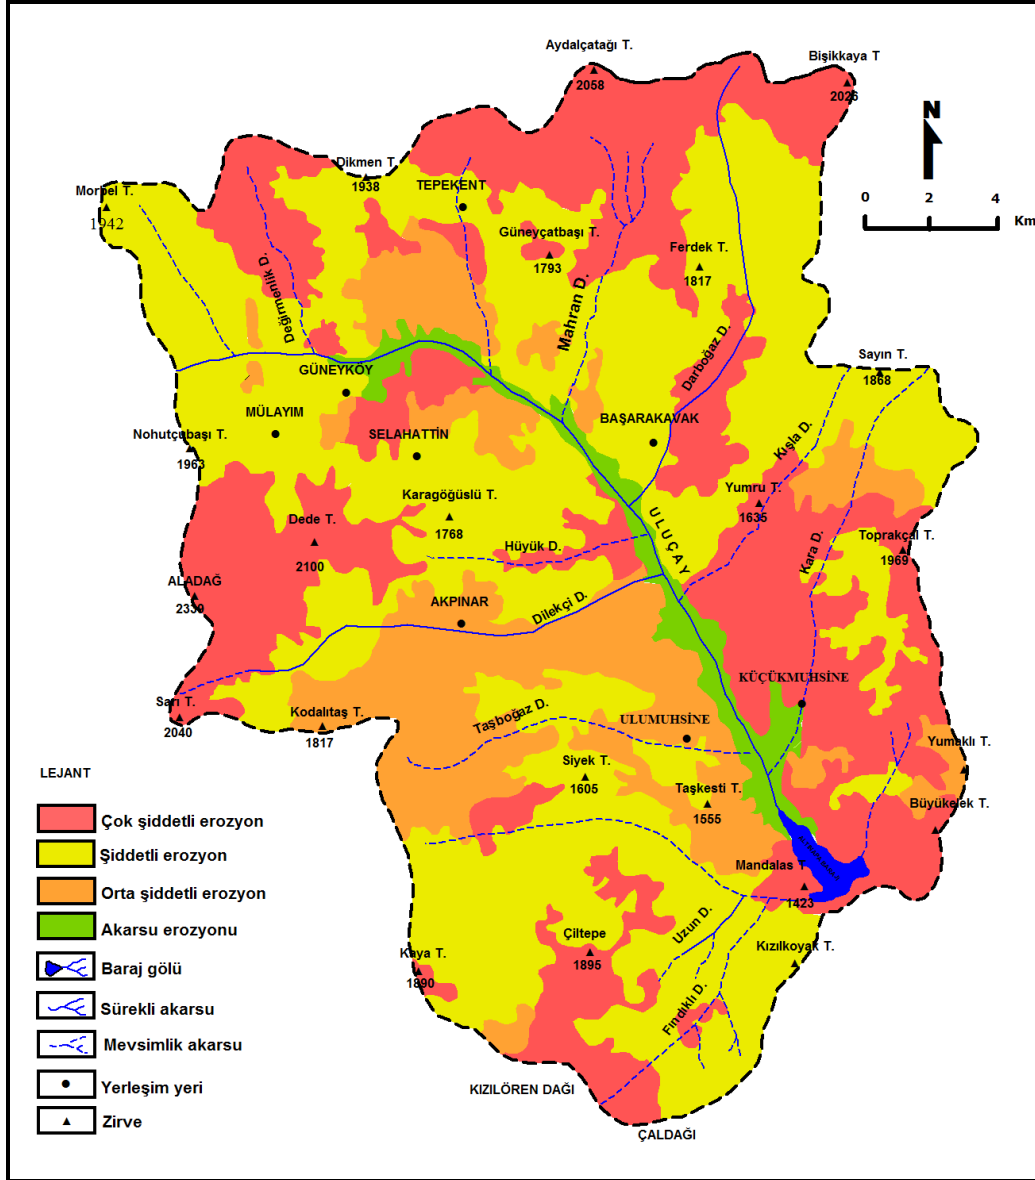 Aydalçatağı T.
2058
Bişikkaya T
2026
N
0 2 4
Km
Dikmen T.
1938
TEPEKENT
Morbel T.
1942
Güneyçatbaşı T.
1793
Ferdek T.
1817
Değirmenlik D.
Mahran D.
Darboğaz D.
Sayın T.
1868
GÜNEYKÖY
MÜLAYIM
SELAHATTİN
BAŞARAKAVAK
Nohutçubaşı T.
1963
Kışla D.
Karagöğüslü T.
1768
Yumru T.
1635
Dede T.
2100
Hüyük D.
ULUÇAY
Kara D.
Toprakçal T.
1969
ALADAĞ
2339
AKPINAR
Dilekçi D.
KÜÇÜKMUHSİNE
Sarı T.
2040
Kodalıtaş T.
1817
Taşboğaz D.
ULUMUHSİNE
Yumaklı T.
Siyek T.
1605
Taşkesti T.
1555
Büyükelek T.
Mandalas T
1423
Uzun D.
Çiltepe
1895
Kızılkoyak T.
Kaya T.
1890
Fındıklı D.
KIZILÖREN DAĞI
ÇALDAĞI
LEJANT
Çok şiddetli erozyon
Şiddetli erozyon
Orta şiddetli erozyon
Akarsu erozyonu
Baraj gölü
Sürekli akarsu
Mevsimlik akarsu
Yerleşim yeri
Zirve